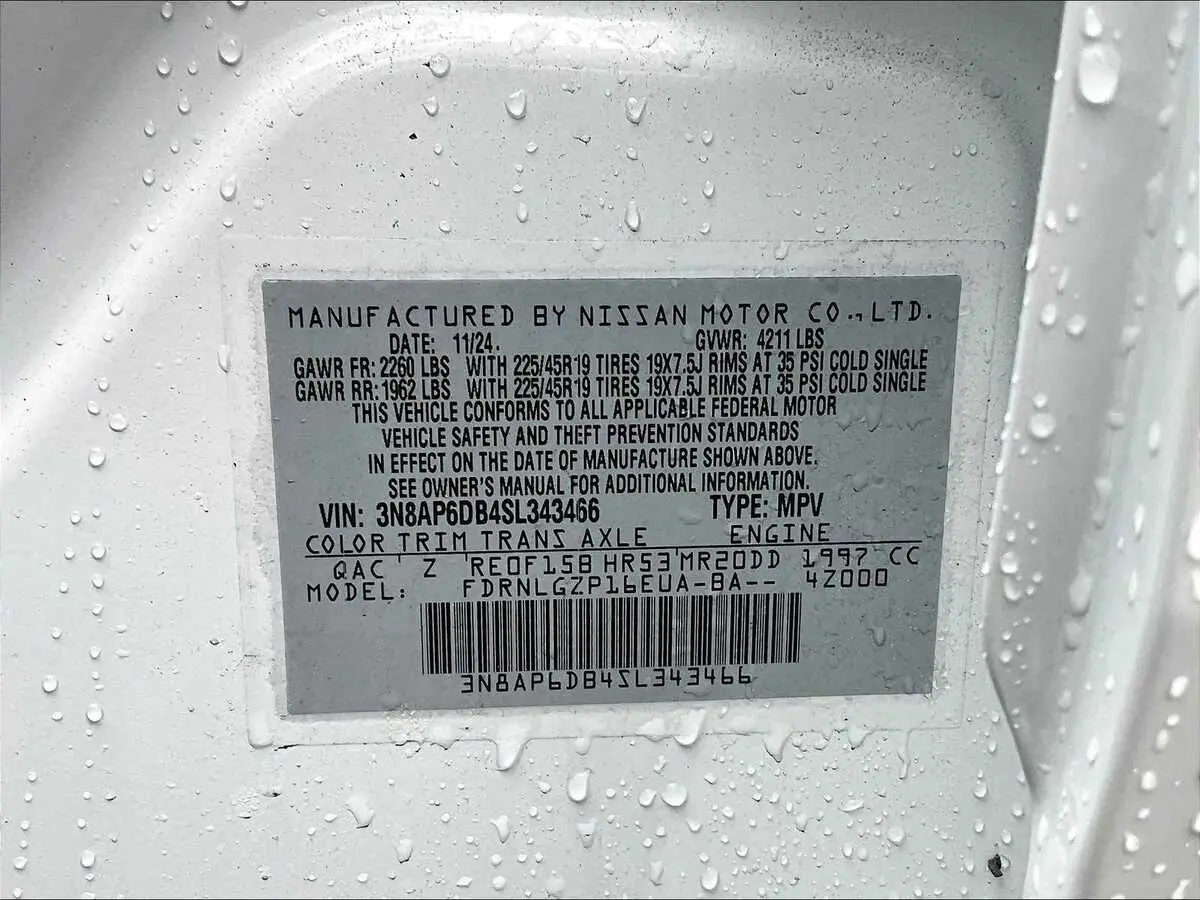 MANUFACTURED BY NISSAN MOTOR CO., LTD.
DATE: 11/24. GVWR: 4211 LBS
GAWR FR: 2260 LBS WITH 225/45R19 TIRES 19X7.5J RIMS AT 35 PSI COLD SINGLE
GAWR RR: 1962 LBS WITH 225/45R19 TIRES 19X7.5J RIMS AT 35 PSI COLD SINGLE
THIS VEHICLE CONFORMS TO ALL APPLICABLE FEDERAL MOTOR
VEHICLE SAFETY AND THEFT PREVENTION STANDARDS
IN EFFECT ON THE DATE OF MANUFACTURE SHOWN ABOVE.
SEE OWNER'S MANUAL FOR ADDITIONAL INFORMATION.
VIN: 3N8AP6DB4SL343466 TYPE: MPV
COLOR TRIM TRANS AXLE ENGINE
QAC Z RE0F15B HR53 MR20DD 1997 CC
MODEL: FDRNLGZP16EUA-BA-- 4Z000
3N8AP6DB4SL343466